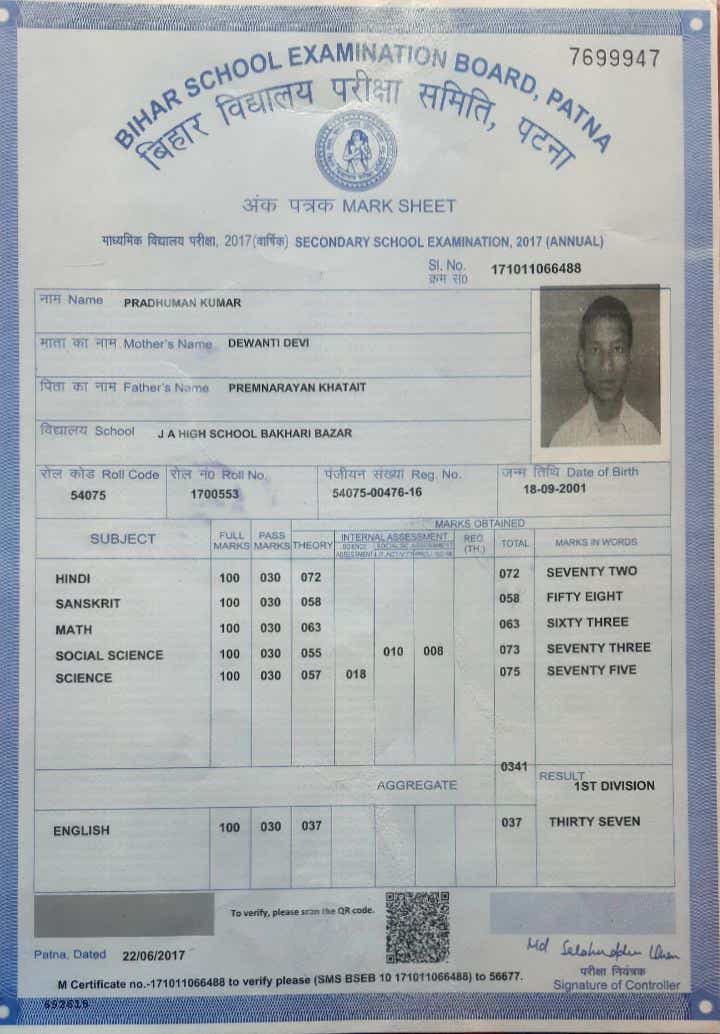 7699947
BIHAR SCHOOL EXAMINATION BOARD, PATNA
बिहार विद्यालय परीक्षा समिति, पटना
अंक पत्रक MARK SHEET
माध्यमिक विद्यालय परीक्षा, 2017(वार्षिक) SECONDARY SCHOOL EXAMINATION, 2017 (ANNUAL)
Sl. No. 171011066488
क्रम स0
नाम Name PRADHUMAN KUMAR
माता का नाम Mother's Name DEWANTI DEVI
पिता का नाम Father's Name PREMNARAYAN KHATAIT
विद्यालय School J A HIGH SCHOOL BAKHARI BAZAR
रोल कोड Roll Code रोल न0 Roll No. पंजीयन संख्या Reg. No. जन्म तिथि Date of Birth
54075 1700553 54075-00476-16 18-09-2001
MARKS OBTAINED
SUBJECT FULL MARKS PASS MARKS THEORY INTERNAL ASSESSMENT REG (TH.) TOTAL MARKS IN WORDS
HINDI 100 030 072 072 SEVENTY TWO
SANSKRIT 100 030 058 058 FIFTY EIGHT
MATH 100 030 063 063 SIXTY THREE
SOCIAL SCIENCE 100 030 055 010 008 073 SEVENTY THREE
SCIENCE 100 030 057 018 075 SEVENTY FIVE
0341
AGGREGATE RESULT 1ST DIVISION
ENGLISH 100 030 037 037 THIRTY SEVEN
To verify, please scan the QR code.
Patna, Dated 22/06/2017
परीक्षा नियंत्रक
Signature of Controller
M Certificate no.-171011066488 to verify please (SMS BSEB 10 171011066488) to 56677.